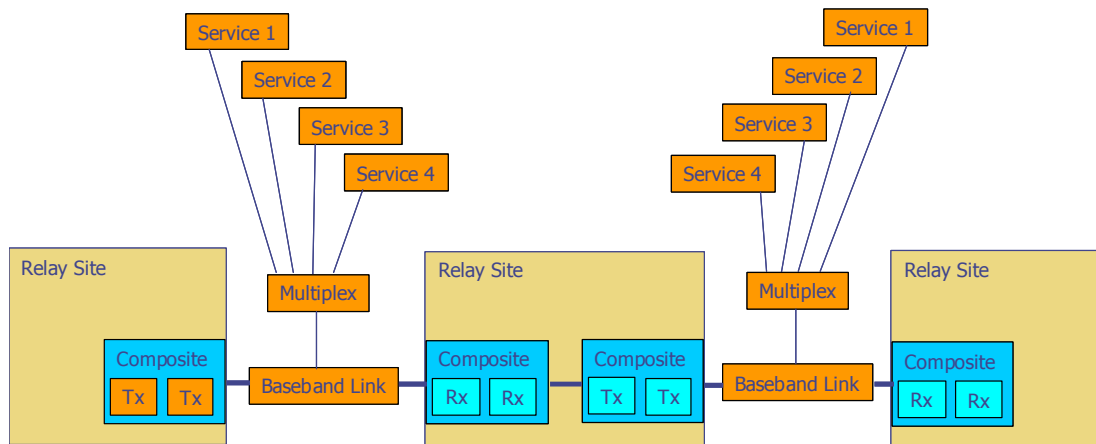 Service 1
Service 2
Service 3
Service 4
Service 1
Service 2
Service 3
Service 4
Relay Site
Multiplex
Relay Site
Multiplex
Relay Site
Composite
Tx Tx
Baseband Link
Composite
Rx Rx
Composite
Tx Tx
Baseband Link
Composite
Rx Rx